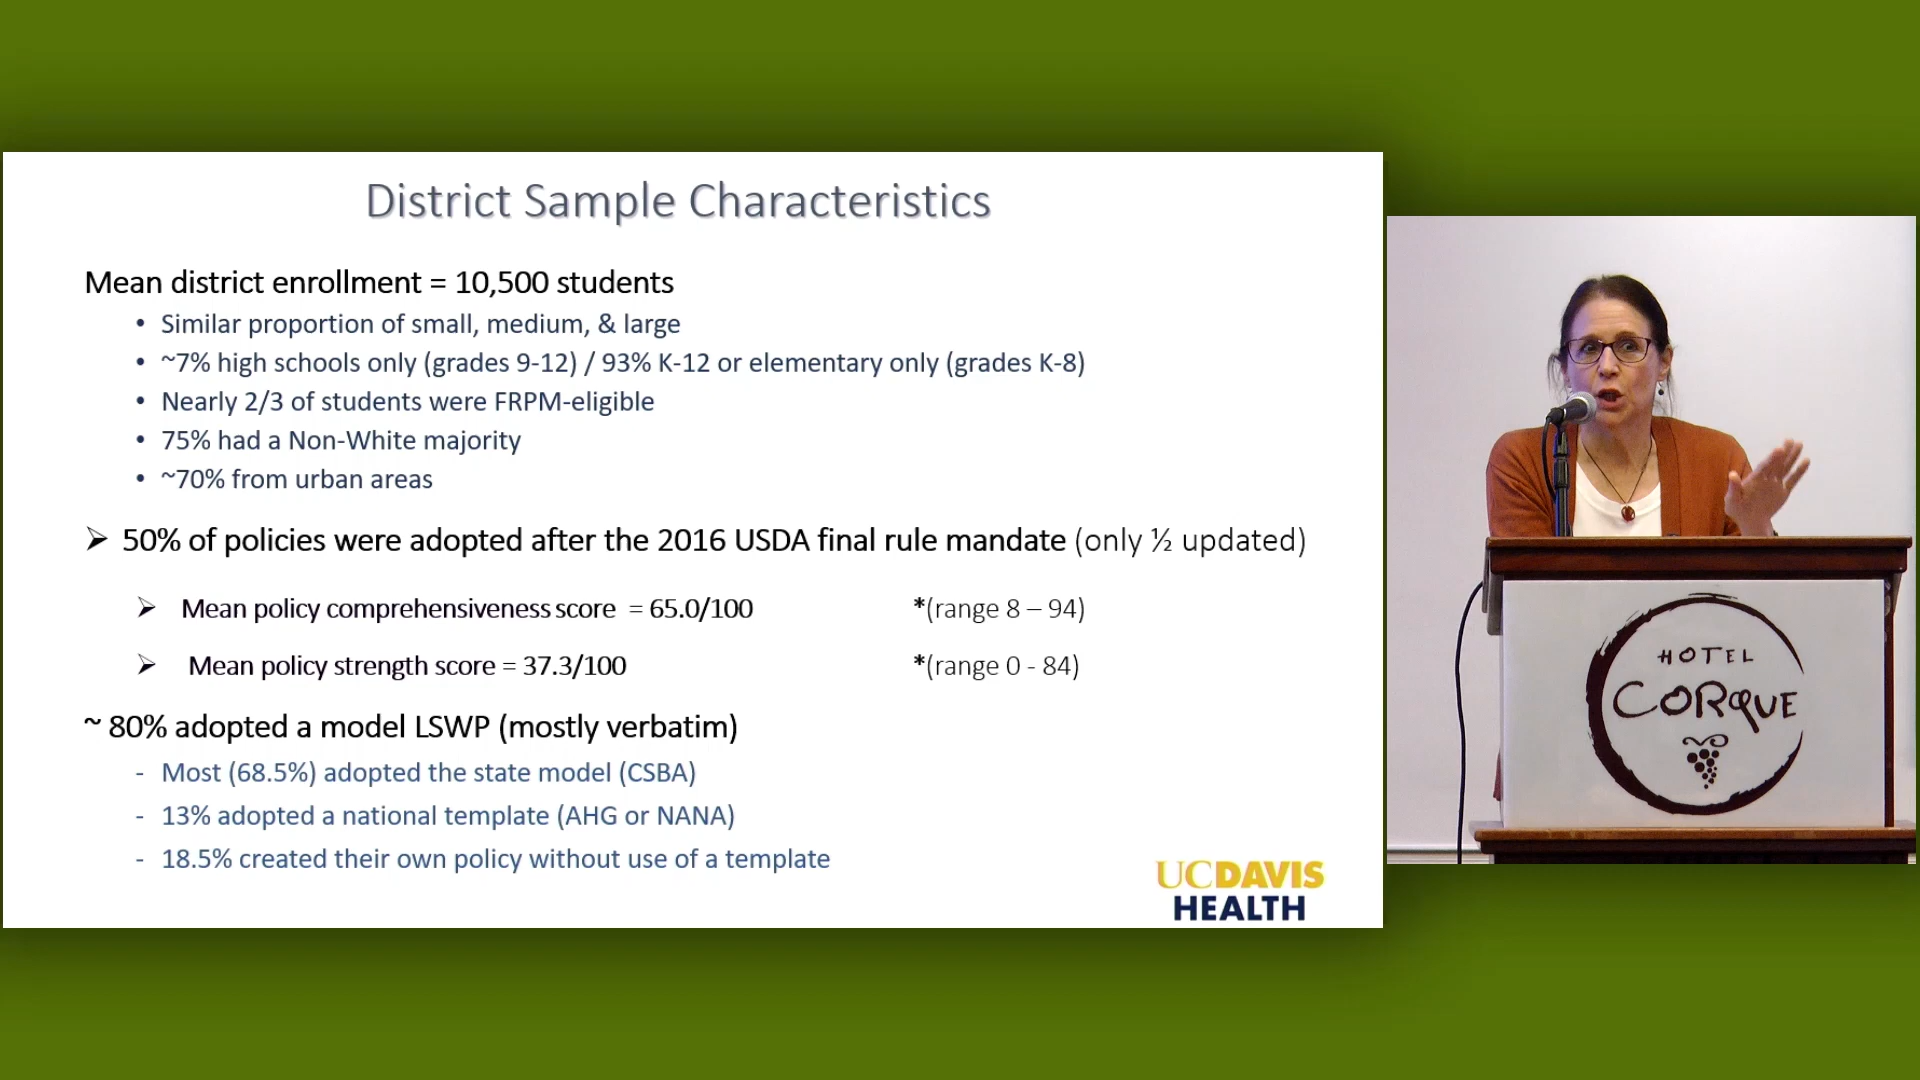 District Sample Characteristics
Mean district enrollment = 10,500 students
• Similar proportion of small, medium, & large
• ~7% high schools only (grades 9-12) / 93% K-12 or elementary only (grades K-8)
• Nearly 2/3 of students were FRPM-eligible
• 75% had a Non-White majority
• ~70% from urban areas
➢ 50% of policies were adopted after the 2016 USDA final rule mandate (only ½ updated)
➢ Mean policy comprehensiveness score = 65.0/100 *(range 8 – 94)
➢ Mean policy strength score = 37.3/100 *(range 0 - 84)
~ 80% adopted a model LSWP (mostly verbatim)
- Most (68.5%) adopted the state model (CSBA)
- 13% adopted a national template (AHG or NANA)
- 18.5% created their own policy without use of a template
UCDAVIS
HEALTH
HOTEL
CORQUE